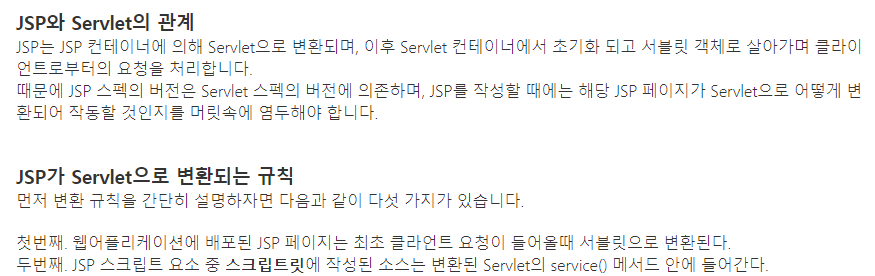 JSP와 Servlet의 관계
JSP는 JSP 컨테이너에 의해 Servlet으로 변환되며, 이후 Servlet 컨테이너에서 초기화 되고 서블릿 객체로 살아가며 클라이
언트로부터의 요청을 처리합니다.
때문에 JSP 스펙의 버전은 Servlet 스펙의 버전에 의존하며, JSP를 작성할 때에는 해당 JSP 페이지가 Servlet으로 어떻게 변
환되어 작동할 것인지를 머릿속에 염두해야 합니다.
JSP가 Servlet으로 변환되는 규칙
먼저 변환 규칙을 간단히 설명하자면 다음과 같이 다섯 가지가 있습니다.
첫번째. 웹어플리케이션에 배포된 JSP 페이지는 최초 클라언트 요청이 들어올때 서블릿으로 변환된다.
두번째. JSP 스크립트 요소 중 스크립트릿에 작성된 소스는 변환된 Servlet의 service() 메서드 안에 들어간다.